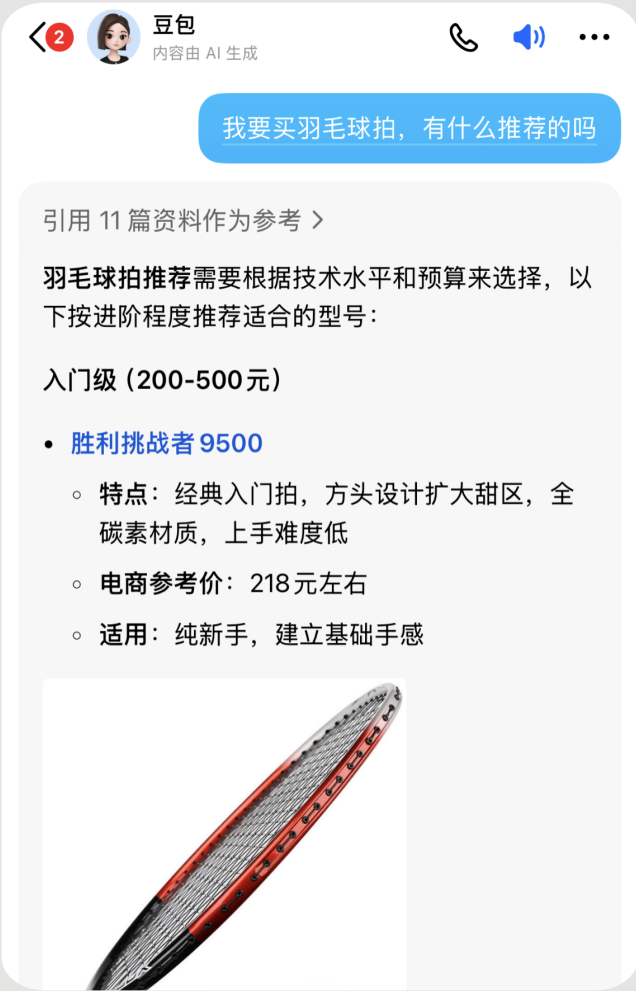 2
豆包
内容由 AI 生成
我要买羽毛球拍，有什么推荐的吗
引用 11 篇资料作为参考
羽毛球拍推荐需要根据技术水平和预算来选择，以
下按进阶程度推荐适合的型号：
入门级（200-500元）
胜利挑战者9500
特点：经典入门拍，方头设计扩大甜区，全
碳素材质，上手难度低
电商参考价：218元左右
适用：纯新手，建立基础手感